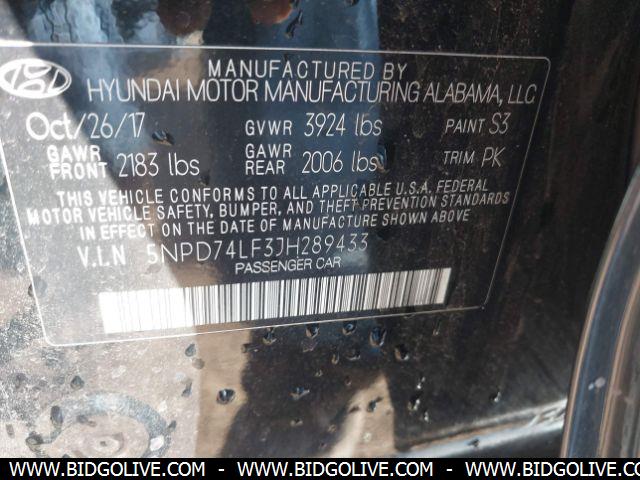 MANUFACTURED BY
HYUNDAI MOTOR MANUFACTURING ALABAMA, LLC
Oct/26/17 GVWR 3924 lbs PAINT S3
GAWR FRONT 2183 lbs GAWR REAR 2006 lbs TRIM PK
THIS VEHICLE CONFORMS TO ALL APPLICABLE U.S.A. FEDERAL
MOTOR VEHICLE SAFETY, BUMPER, AND THEFT PREVENTION STANDARDS
IN EFFECT ON THE DATE OF MANUFACTURE SHOWN ABOVE
V.I.N 5NPD74LF3JH289433
PASSENGER CAR
WWW.BIDGOLIVE.COM - WWW.BIDGOLIVE.COM - WWW.BIDGOLIVE.COM